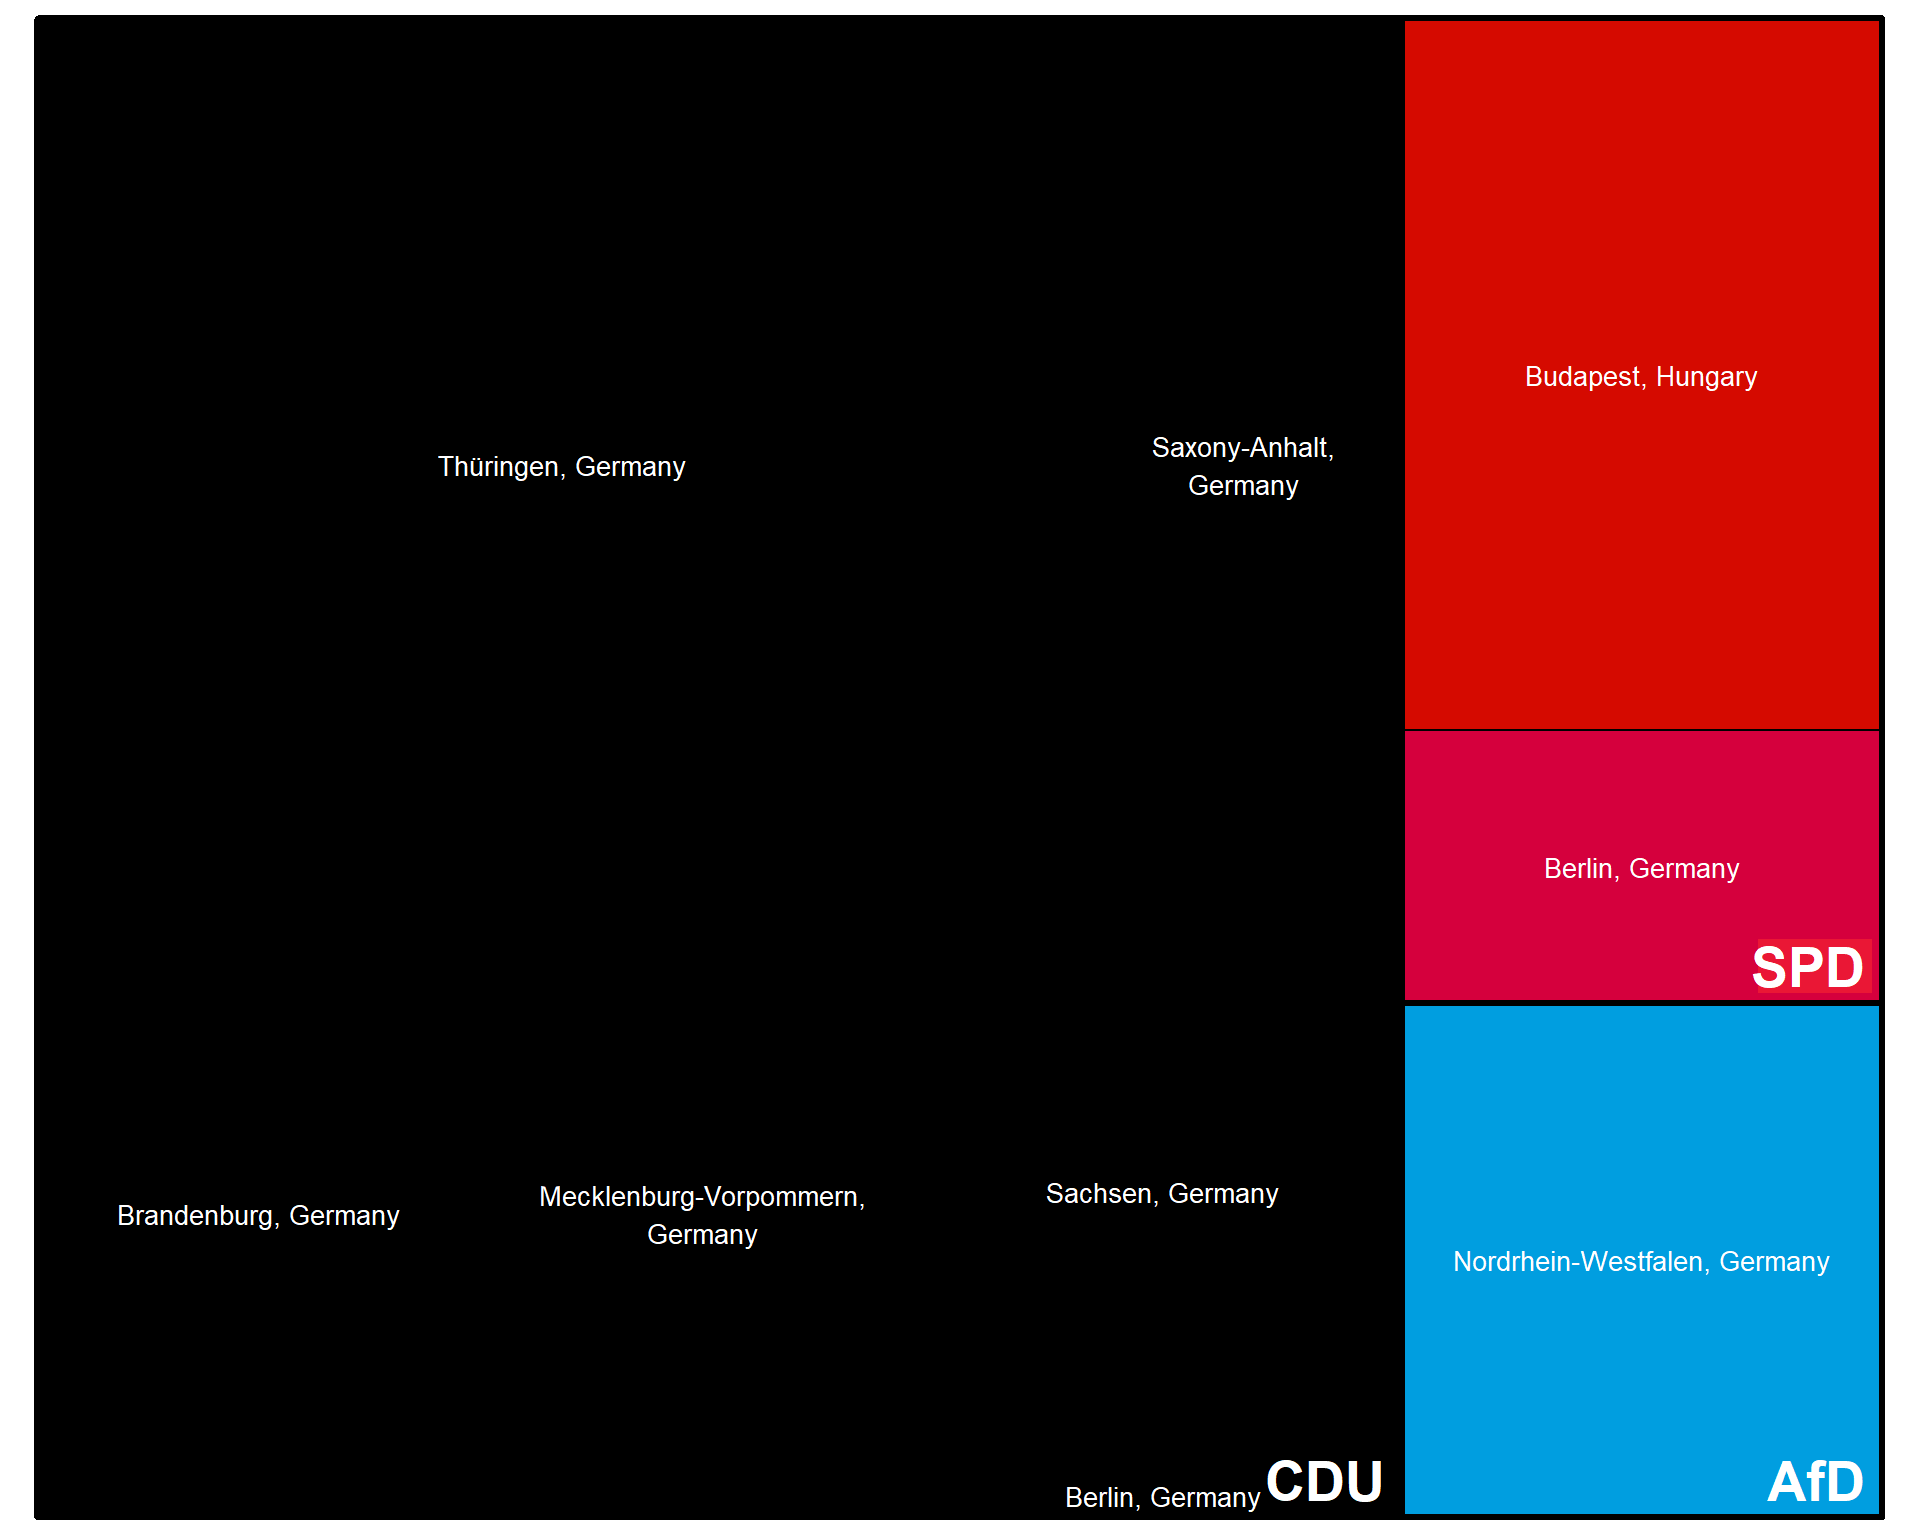 Budapest, Hungary
Thüringen, Germany
Saxony-Anhalt,
Germany
Berlin, Germany
SPD
Brandenburg, Germany
Mecklenburg-Vorpommern,
Germany
Sachsen, Germany
Nordrhein-Westfalen, Germany
Berlin, Germany
CDU
AfD